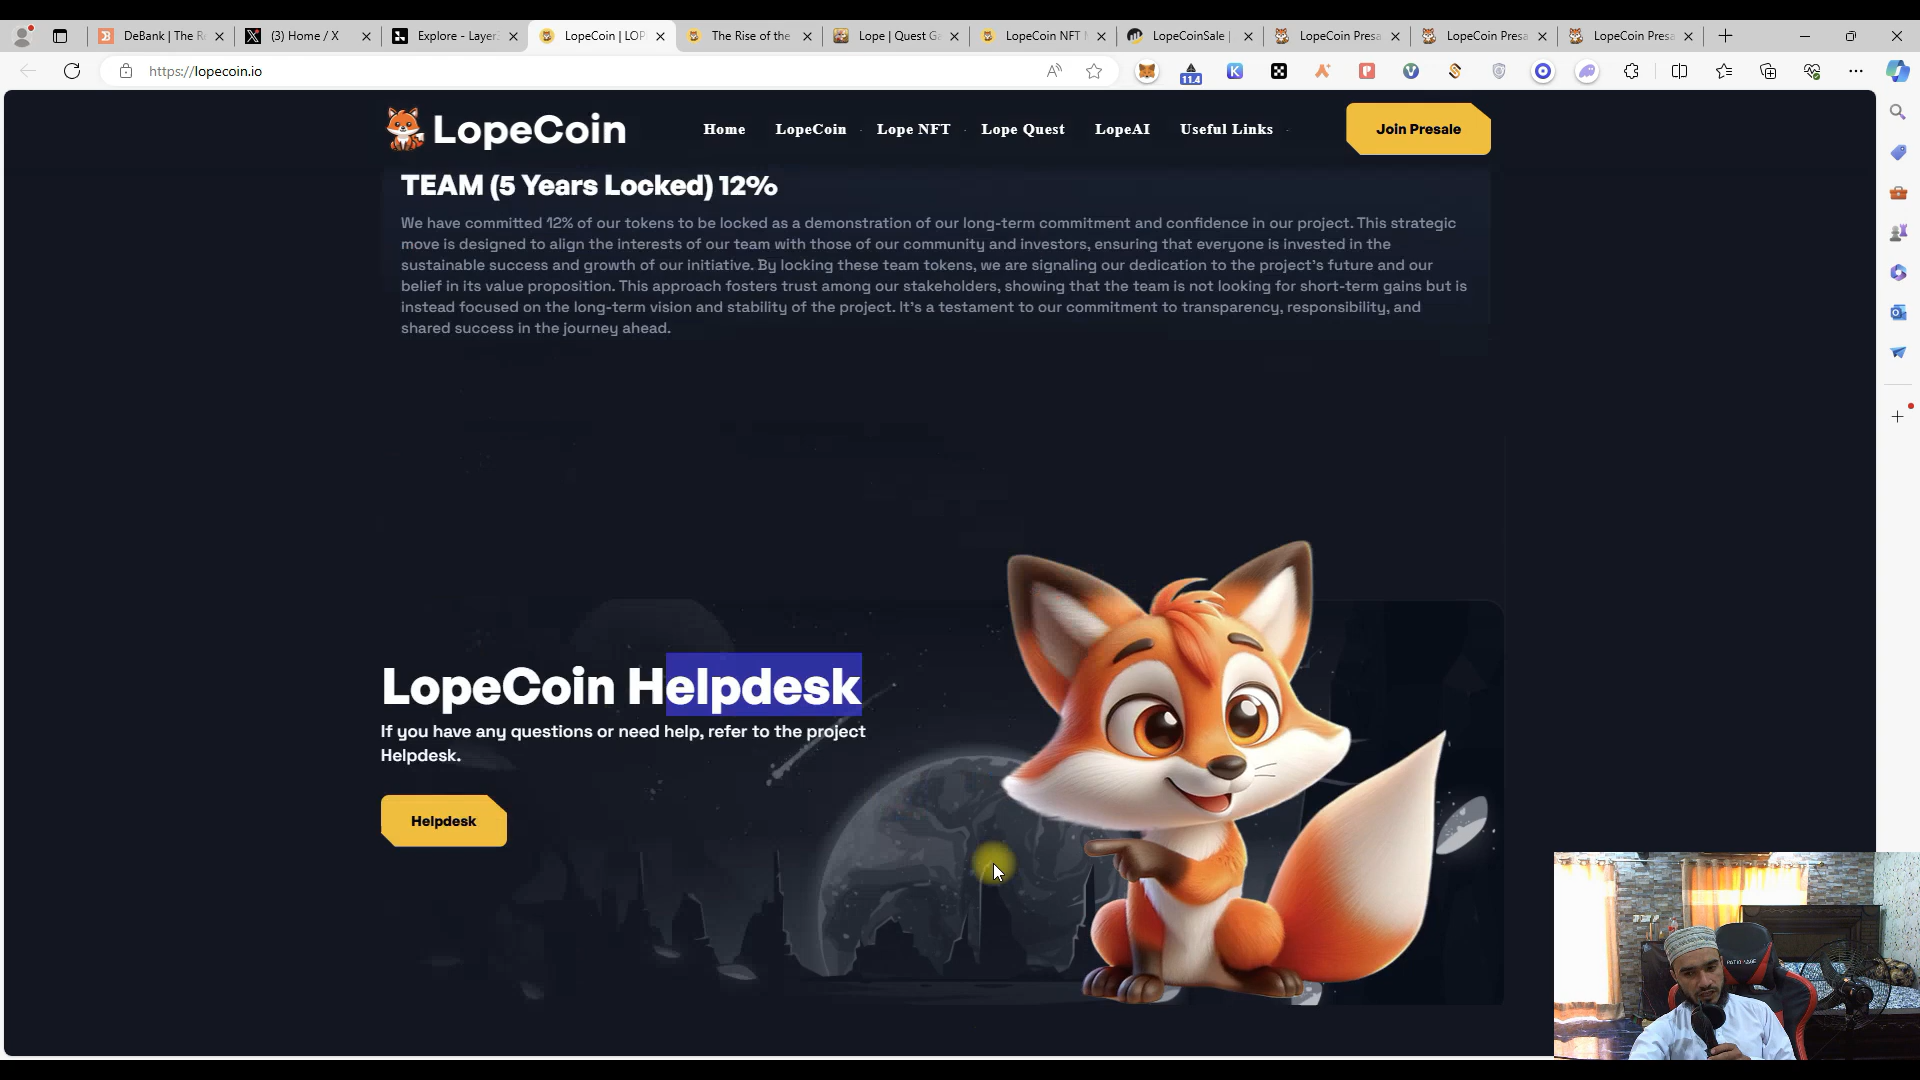 DeBank | The R
(3) Home / X
Explore - Layer
LopeCoin | LOP
The Rise of the
Lope | Quest Ga
LopeCoin NFT
LopeCoinSale |
LopeCoin Presa
LopeCoin Presa
LopeCoin Presa
https://lopecoin.io
11.4
LopeCoin
Home
LopeCoin
Lope NFT
Lope Quest
LopeAI
Useful Links
Join Presale
TEAM (5 Years Locked) 12%
We have committed 12% of our tokens to be locked as a demonstration of our long-term commitment and confidence in our project. This strategic
move is designed to align the interests of our team with those of our community and investors, ensuring that everyone is invested in the
sustainable success and growth of our initiative. By locking these team tokens, we are signaling our dedication to the project's future and our
belief in its value proposition. This approach fosters trust among our stakeholders, showing that the team is not looking for short-term gains but is
instead focused on the long-term vision and stability of the project. It's a testament to our commitment to transparency, responsibility, and
shared success in the journey ahead.
LopeCoin Helpdesk
If you have any questions or need help, refer to the project
Helpdesk.
Helpdesk